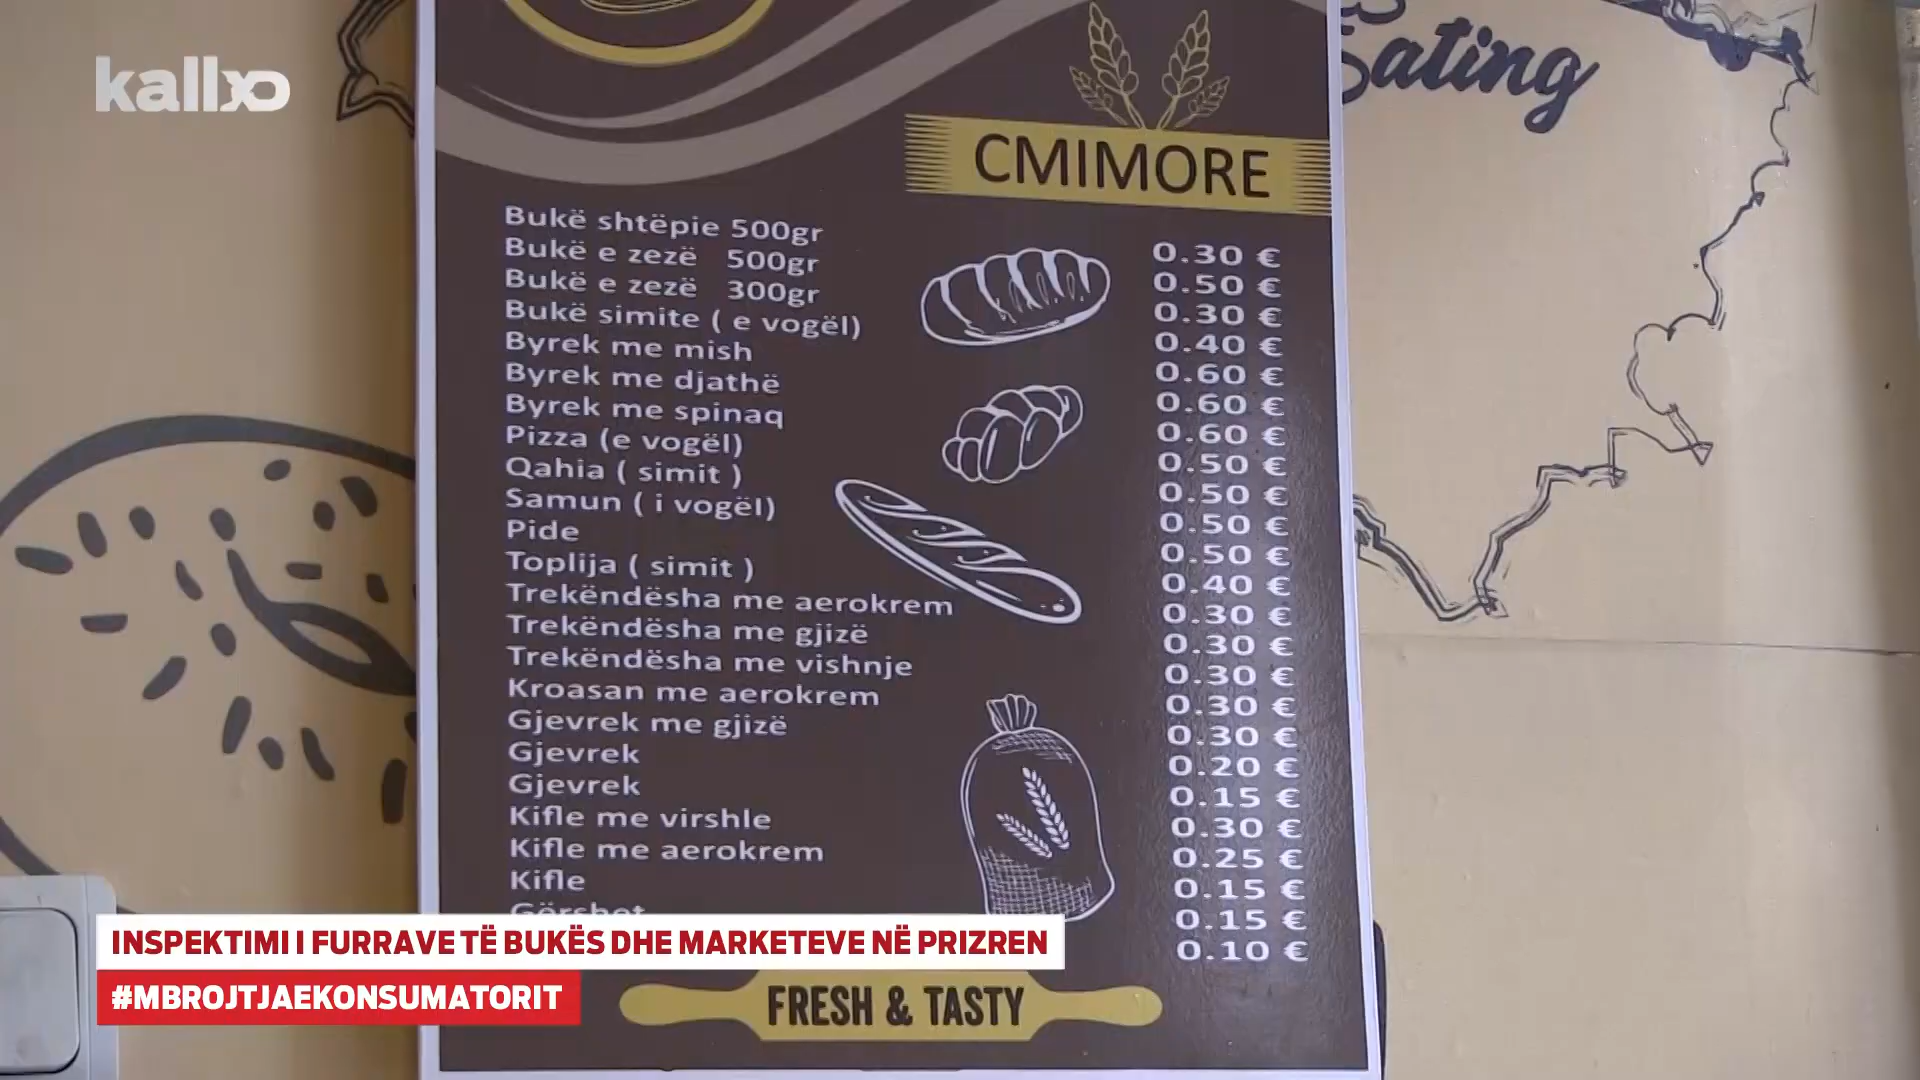 kallxo
Eating
CMIMORE
Bukë shtëpie 500gr 0.30 €
Bukë e zezë 500gr 0.50 €
Bukë e zezë 300gr 0.30 €
Bukë simite ( e vogël) 0.40 €
Byrek me mish 0.60 €
Byrek me djathë 0.60 €
Byrek me spinaq 0.60 €
Pizza (e vogël) 0.50 €
Qahia ( simit ) 0.50 €
Samun ( i vogël) 0.50 €
Pide 0.50 €
Toplija ( simit ) 0.40 €
Trekëndësha me aerokrem 0.30 €
Trekëndësha me gjizë 0.30 €
Trekëndësha me vishnje 0.30 €
Kroasan me aerokrem 0.30 €
Gjevrek me gjizë 0.30 €
Gjevrek 0.20 €
Gjevrek 0.15 €
Kifle me virshle 0.30 €
Kifle me aerokrem 0.25 €
Kifle 0.15 €
0.15 €
0.10 €
INSPEKTIMI I FURRAVE TË BUKËS DHE MARKETEVE NË PRIZREN
#MBROJTJAEKONSUMATORIT
FRESH & TASTY